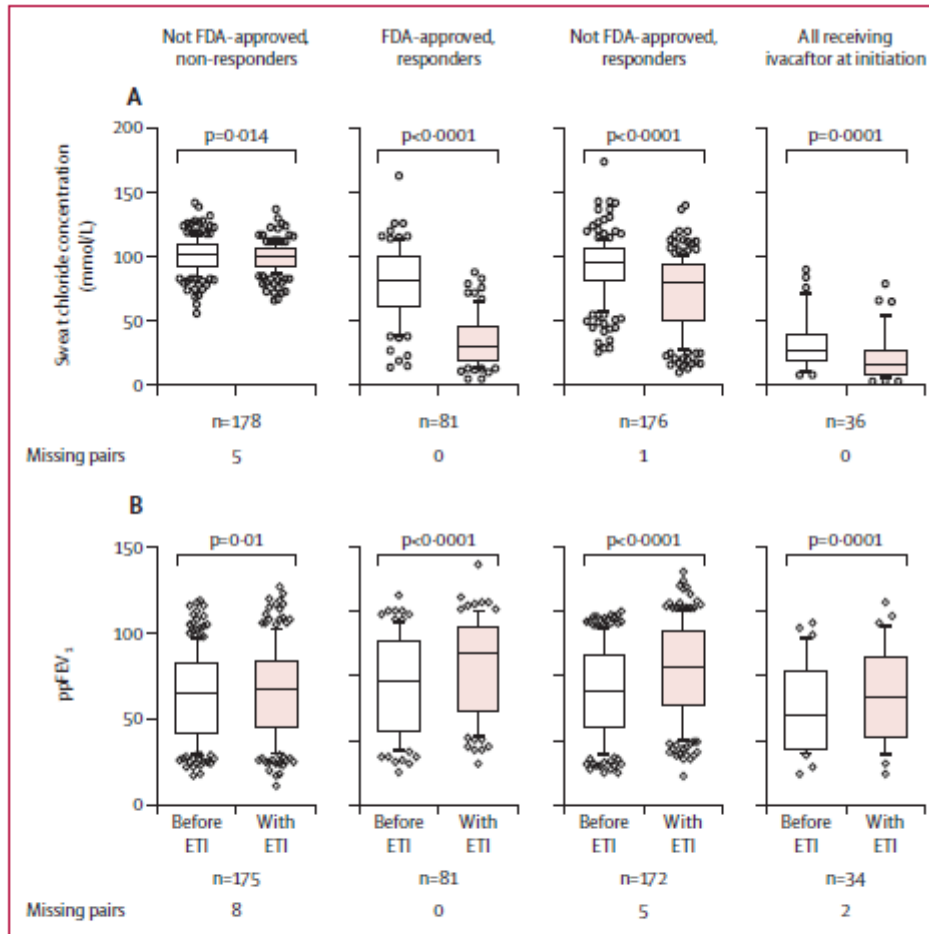 Not FDA-approved, non-responders
FDA-approved, responders
Not FDA-approved, responders
All receiving ivacaftor at initiation
A
Sweat chloride concentration (mmol/L)
200
150
100
50
0
p=0·014
p<0·0001
p<0·0001
p=0·0001
n=178
n=81
n=176
n=36
Missing pairs
5
0
1
0
B
ppFEV1
150
100
50
0
p=0·01
p<0·0001
p<0·0001
p=0·0001
Before ETI
With ETI
Before ETI
With ETI
Before ETI
With ETI
Before ETI
With ETI
n=175
n=81
n=172
n=34
Missing pairs
8
0
5
2